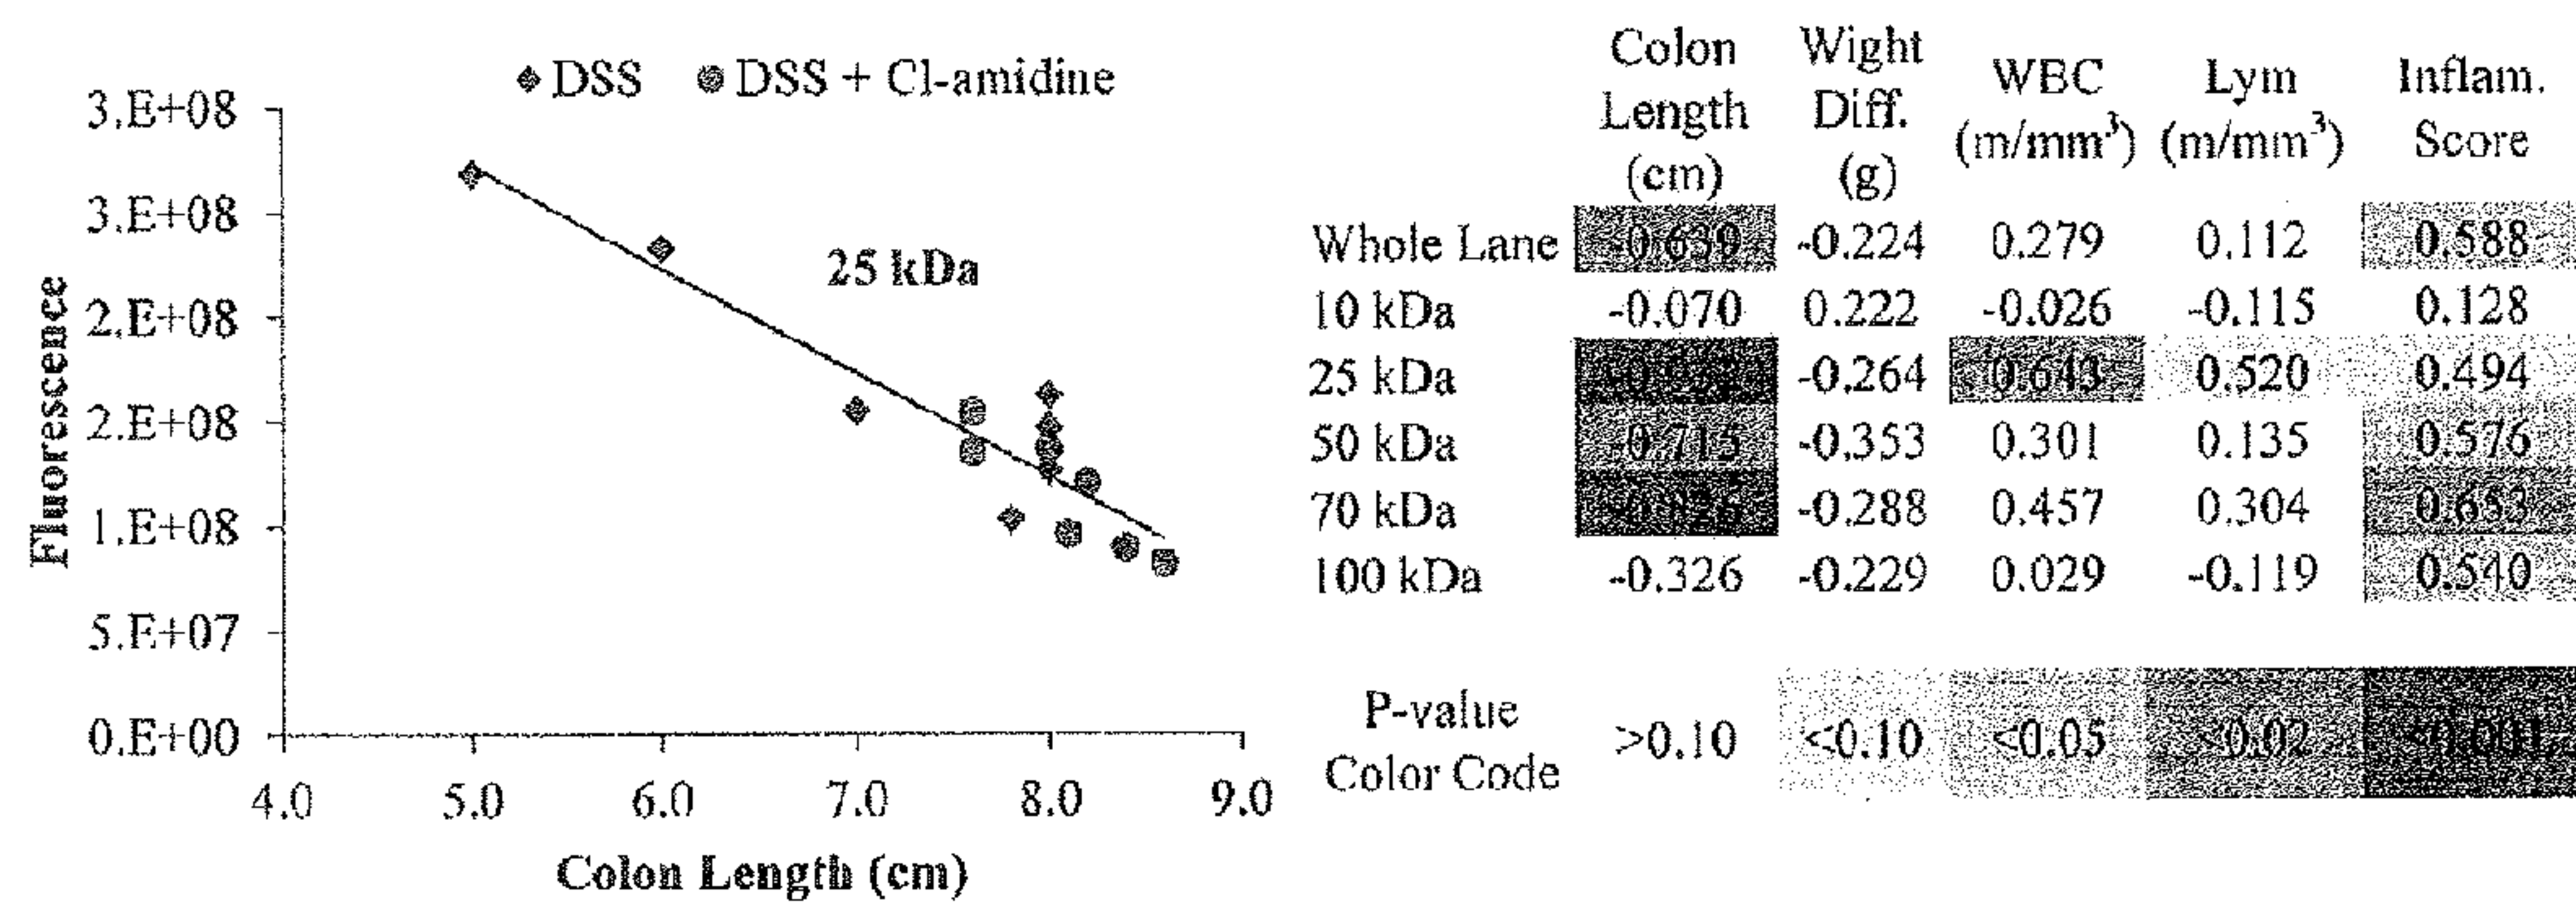 DSS DSS + Cl-amidine
3.E+08
3.E+08
2.E+08
2.E+08
1.E+08
5.E+07
0.E+00
Fluorescence
25 kDa
4.0 5.0 6.0 7.0 8.0 9.0
Colon Length (cm)
Colon
Length
(cm)
Wight
Diff.
(g)
WBC
(m/mm³)
Lym
(m/mm³)
Inflam.
Score
Whole Lane -0.639 -0.224 0.279 0.112 0.588
10 kDa -0.070 0.222 -0.026 -0.115 0.128
25 kDa -0.264 0.643 0.520 0.494
50 kDa -0.715 -0.353 0.301 0.135 0.576
70 kDa -0.288 0.457 0.304 0.653
100 kDa -0.326 -0.229 0.029 -0.119 0.540
P-value
Color Code
>0.10 <0.10 <0.05 <0.02 <0.001